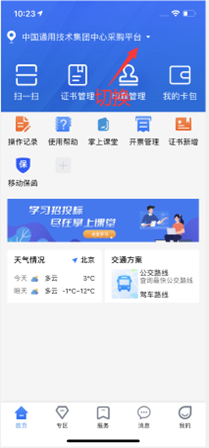 10:23
中国通用技术集团中心采购平台
切换
扫一扫 证书管理 印章管理 我的卡包
操作记录 使用帮助 掌上课堂 开票管理 证书新增
保
移动保函
学习招投标
尽在掌上课堂
天气情况 北京
今天 多云 3°C
明天 多云 -1°C~12°C
交通方案
公交路线
查询最快公交路线
驾车路线
首页 专区 服务 消息 我的